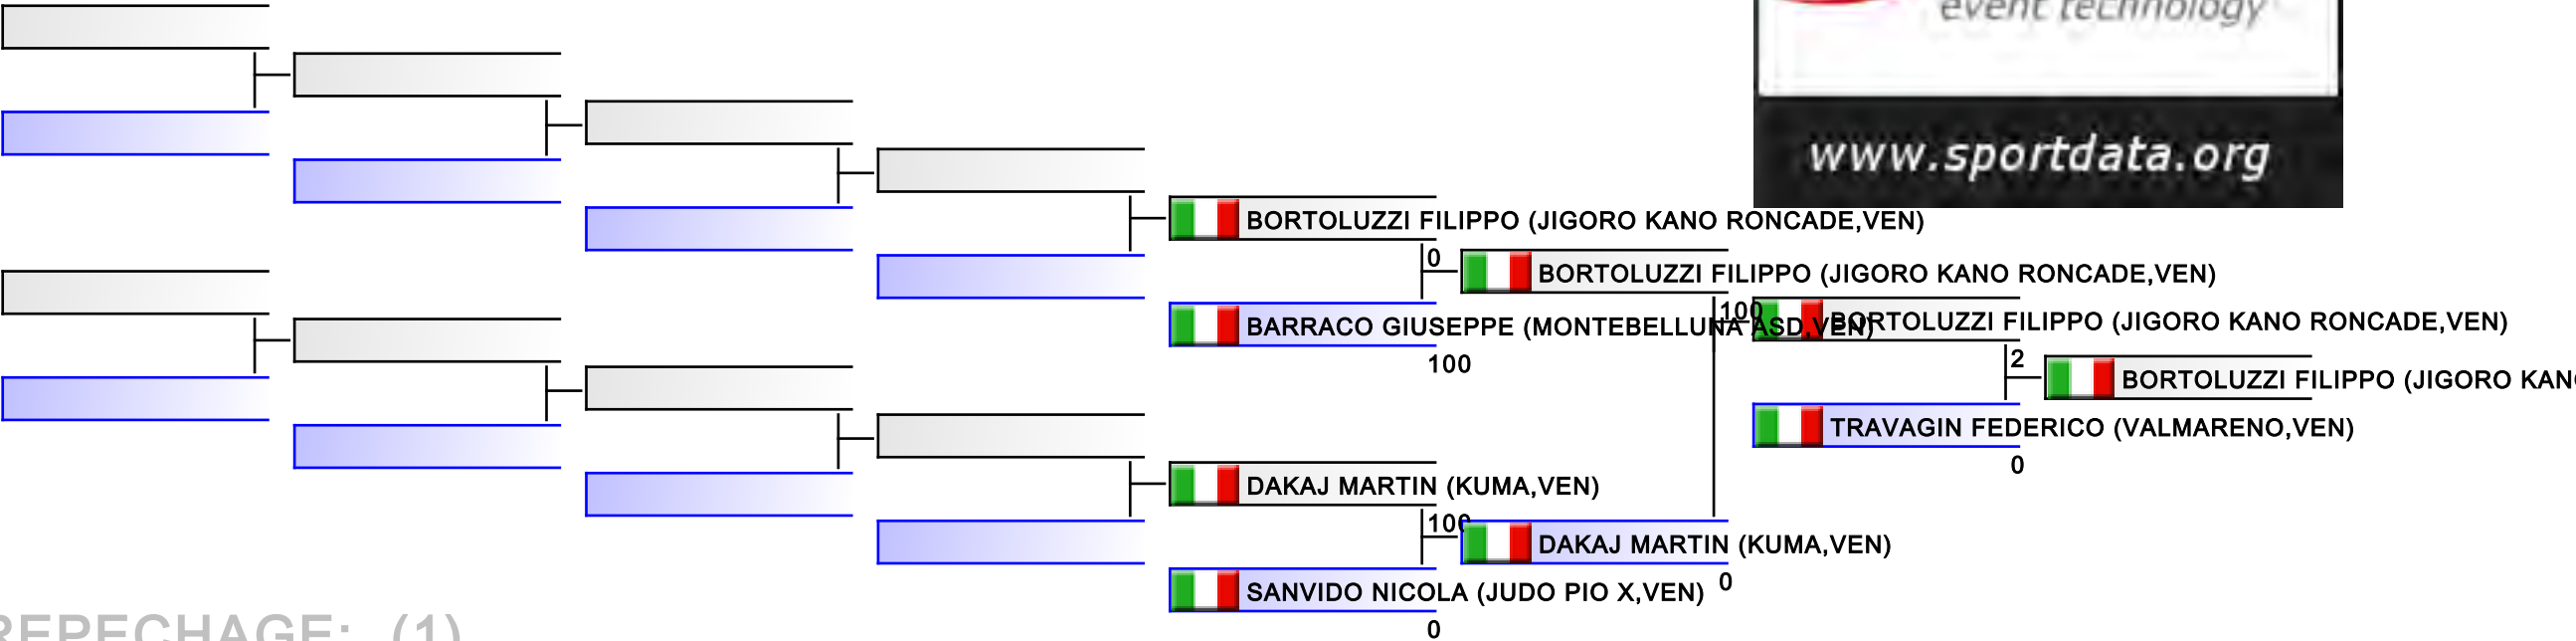 event technology
www.sportdata.org
BORTOLUZZI FILIPPO (JIGORO KANO RONCADE,VEN)
0
BORTOLUZZI FILIPPO (JIGORO KANO RONCADE,VEN)
100
BARRACO GIUSEPPE (MONTEBELLUNA ASD,VEN)
BORTOLUZZI FILIPPO (JIGORO KANO RONCADE,VEN)
100
2
BORTOLUZZI FILIPPO (JIGORO KAN
TRAVAGIN FEDERICO (VALMARENO,VEN)
0
DAKAJ MARTIN (KUMA,VEN)
100
DAKAJ MARTIN (KUMA,VEN)
0
SANVIDO NICOLA (JUDO PIO X,VEN)
0
REPECHAGE: (1)